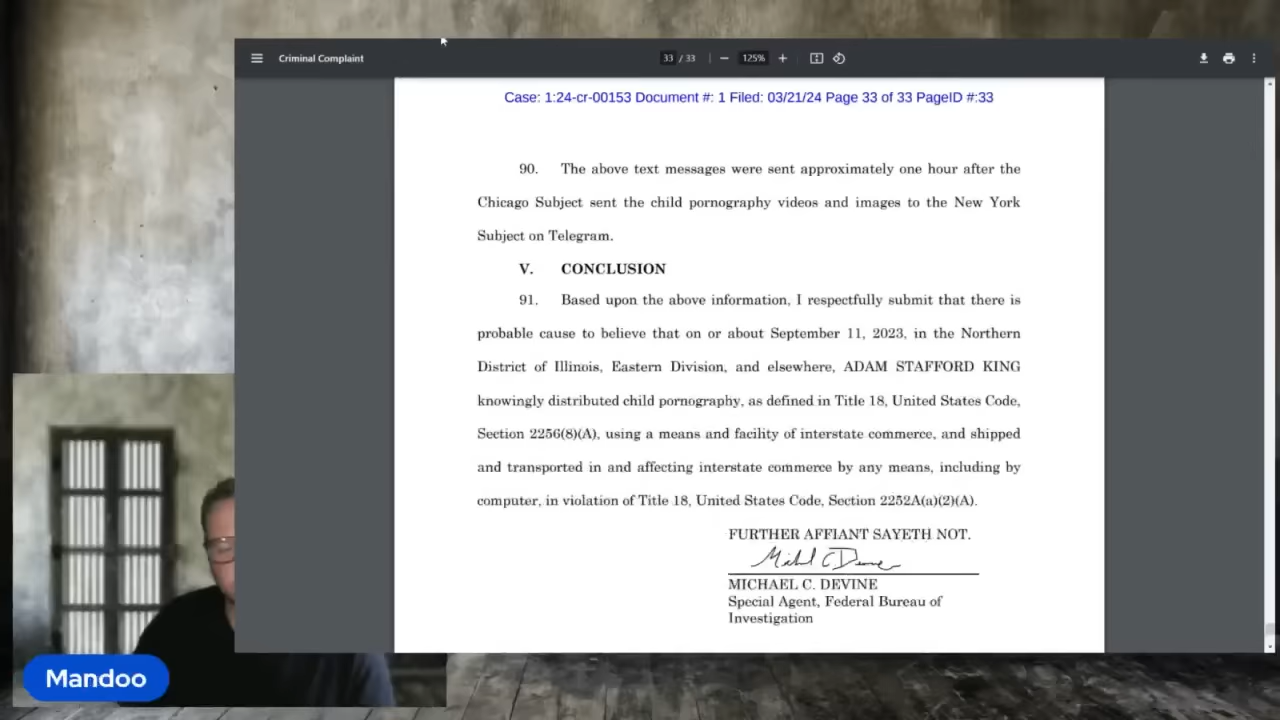 Criminal Complaint
33 / 33
125%
Case: 1:24-cr-00153 Document #: 1 Filed: 03/21/24 Page 33 of 33 PageID #:33
90. The above text messages were sent approximately one hour after the
Chicago Subject sent the child pornography videos and images to the New York
Subject on Telegram.
V. CONCLUSION
91. Based upon the above information, I respectfully submit that there is
probable cause to believe that on or about September 11, 2023, in the Northern
District of Illinois, Eastern Division, and elsewhere, ADAM STAFFORD KING
knowingly distributed child pornography, as defined in Title 18, United States Code,
Section 2256(8)(A), using a means and facility of interstate commerce, and shipped
and transported in and affecting interstate commerce by any means, including by
computer, in violation of Title 18, United States Code, Section 2252A(a)(2)(A).
FURTHER AFFIANT SAYETH NOT.
MICHAEL C. DEVINE
Special Agent, Federal Bureau of
Investigation
Mandoo